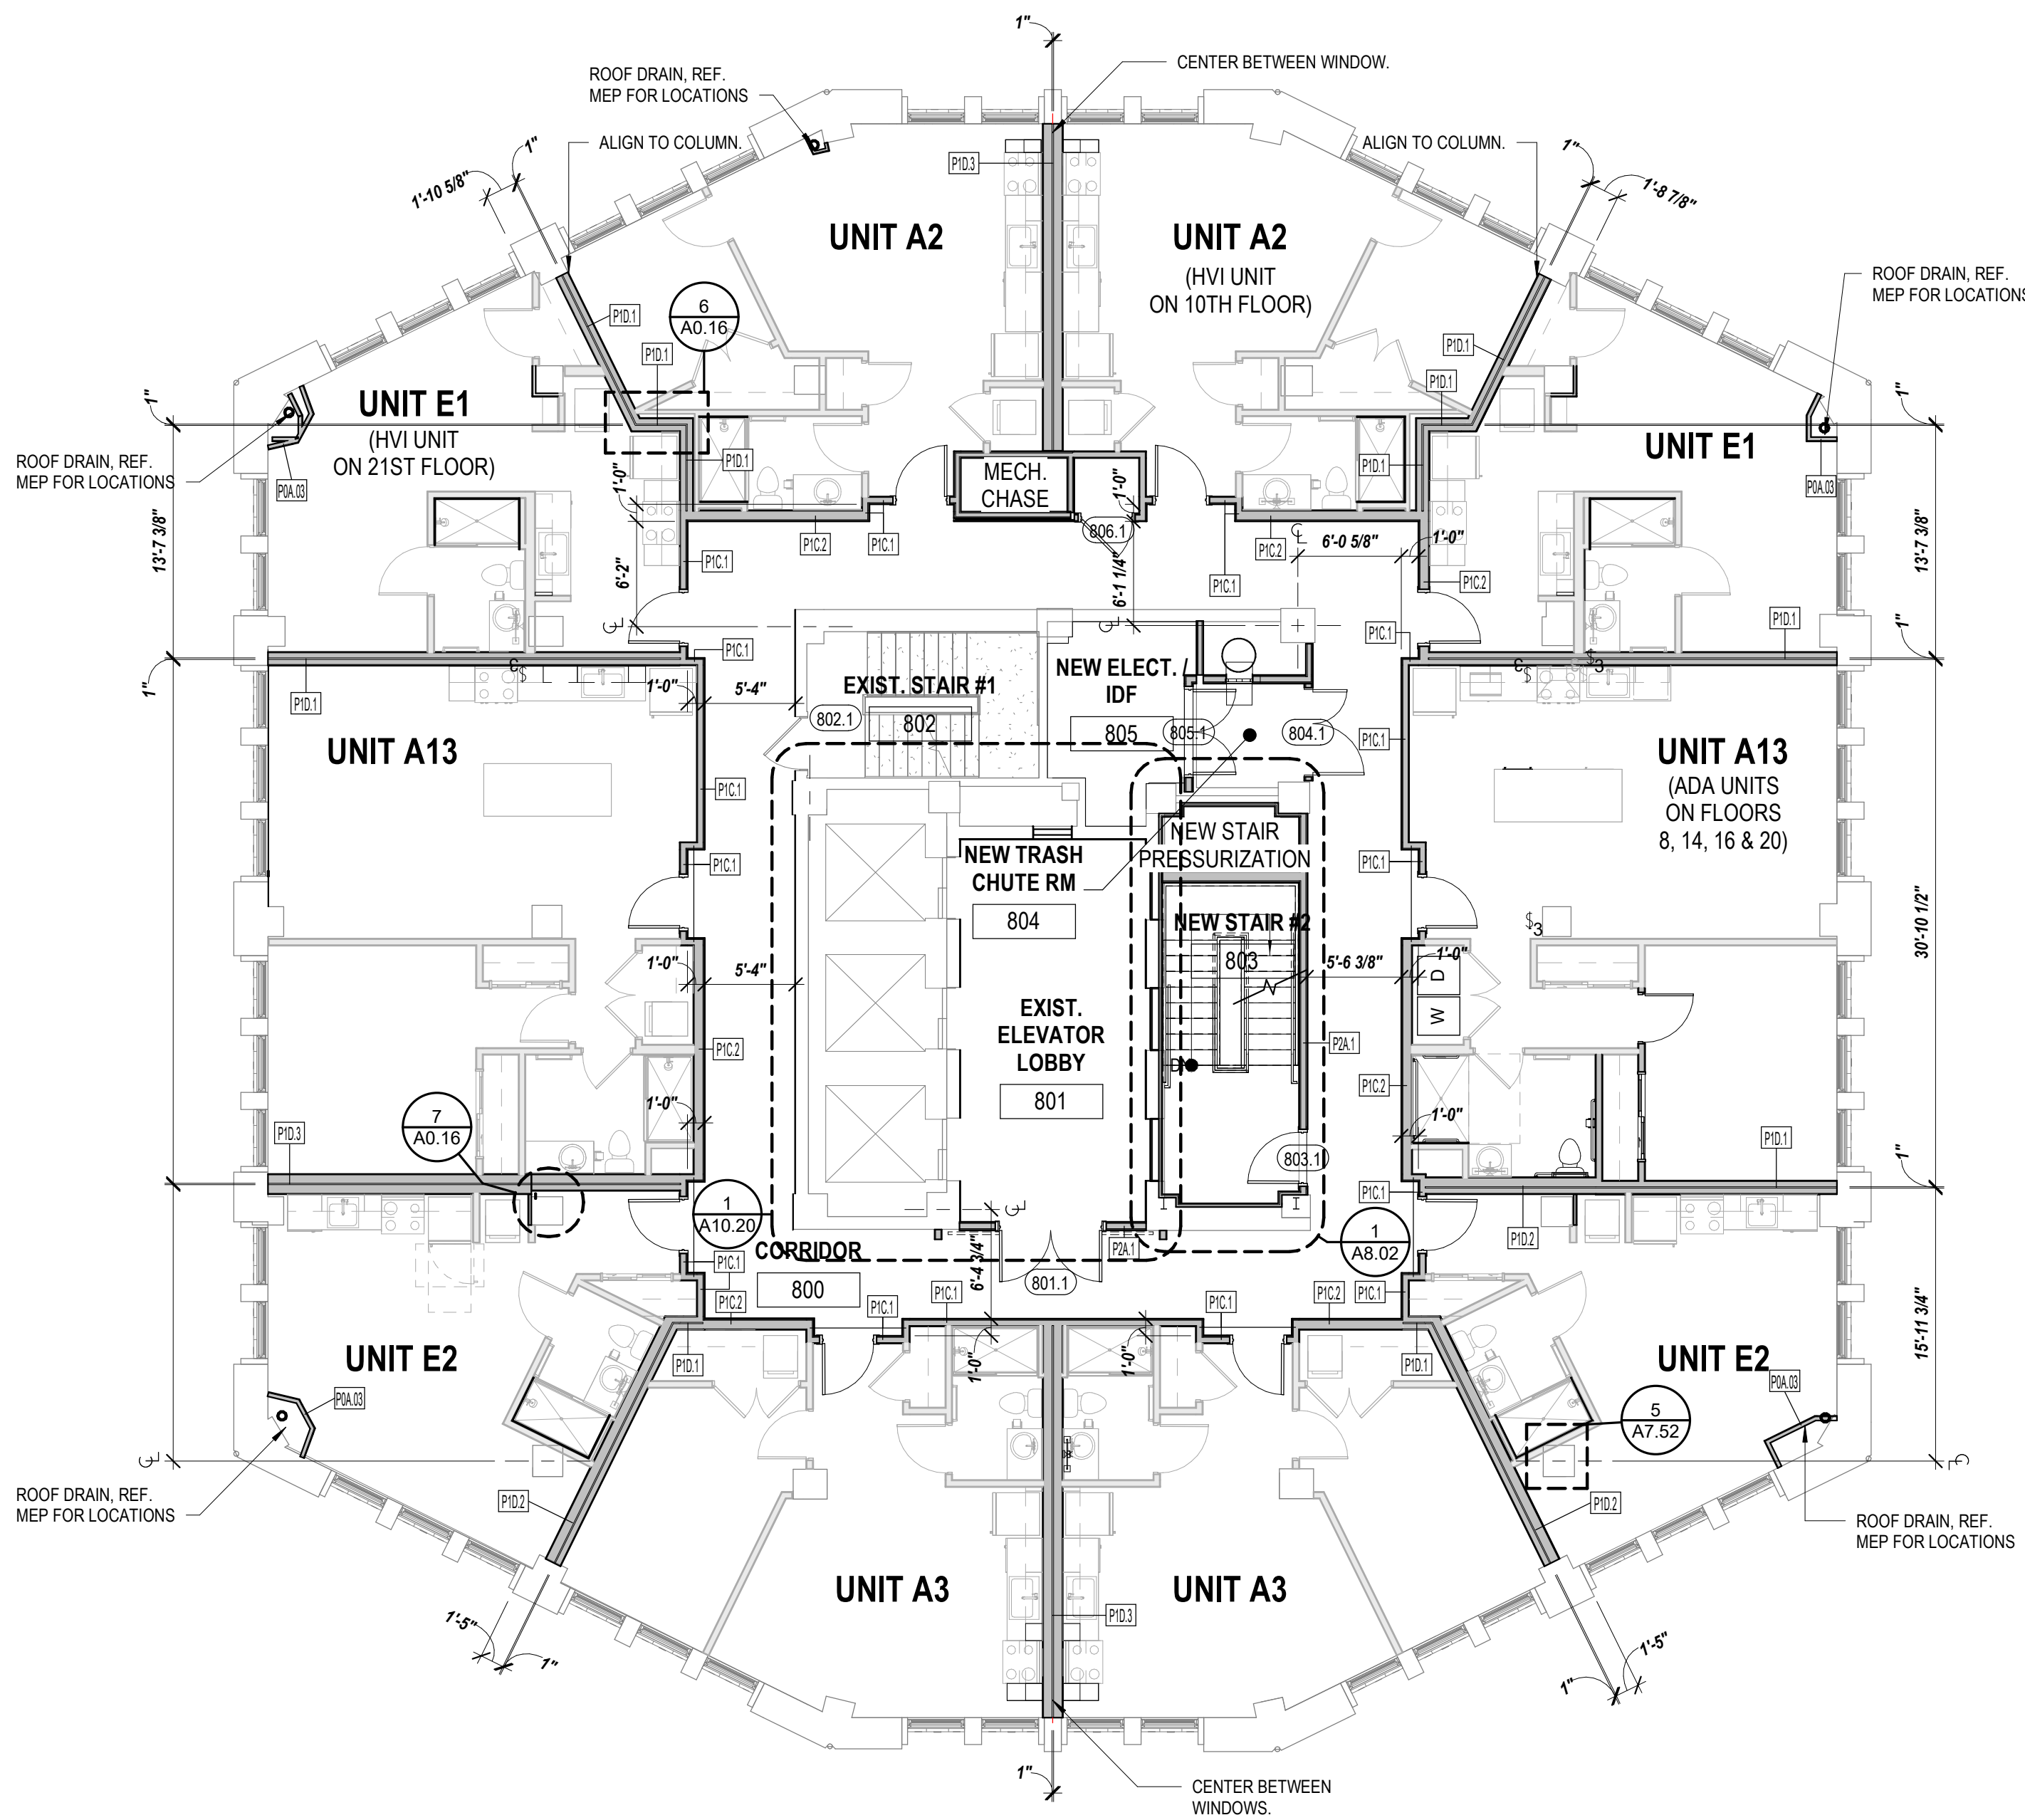 1"
CENTER BETWEEN WINDOW.
ROOF DRAIN, REF.
MEP FOR LOCATIONS
ALIGN TO COLUMN.
ALIGN TO COLUMN.
1"
1'-10 5/8"
1"
1'-8 7/8"
P1D.3
UNIT A2
UNIT A2
(HVI UNIT
ON 10TH FLOOR)
ROOF DRAIN, REF.
MEP FOR LOCATIONS
6
A0.16
P1D.1
P1D.1
P1D.1
P1D.1
UNIT E1
(HVI UNIT
ON 21ST FLOOR)
UNIT E1
1"
1"
ROOF DRAIN, REF.
MEP FOR LOCATIONS
P0A.03
P0A.03
P1D.1
P1D.1
MECH.
CHASE
1'-0"
1'-0"
13'-7 3/8"
13'-7 3/8"
806.1
P1C.2
P1C.1
P1C.1
P1C.2
6'-0 5/8"
1'-0"
P1C.1
P1C.2
6'-2"
6'-1 1/4"
P1C.1
P1C.1
P1D.1
1"
1"
P1D.1
1'-0"
5'-4"
EXIST. STAIR #1
802
802.1
NEW ELECT. /
IDF
805
805.1
804.1
$
$
$3
UNIT A13
P1C.1
P1C.1
UNIT A13
(ADA UNITS
ON FLOORS
8, 14, 16 & 20)
NEW STAIR
PRESSURIZATION
NEW TRASH
CHUTE RM
804
P1C.1
P1C.1
NEW STAIR #2
803
$3
30'-10 1/2"
1'-0"
5'-4"
5'-6 3/8"
1'-0"
D
W
EXIST.
ELEVATOR
LOBBY
801
P1C.2
P2A.1
DN
P1C.2
1'-0"
1'-0"
7
A0.16
P1D.3
P1D.1
803.1
1"
P1C.1
P1D.2
1
A10.20
1
A8.02
CORRIDOR
800
6'-4 3/4"
P2A.1
801.1
P1C.1
P1C.2
P1C.1
P1C.1
P1C.1
P1C.2
P1C.1
P1D.1
1'-0"
1'-0"
P1D.1
15'-11 3/4"
UNIT E2
UNIT E2
P0A.03
P0A.03
5
A7.52
ROOF DRAIN, REF.
MEP FOR LOCATIONS
P1D.2
P1D.2
ROOF DRAIN, REF.
MEP FOR LOCATIONS
UNIT A3
UNIT A3
P1D.3
1'-5"
1"
1'-5"
1"
1"
CENTER BETWEEN
WINDOWS.